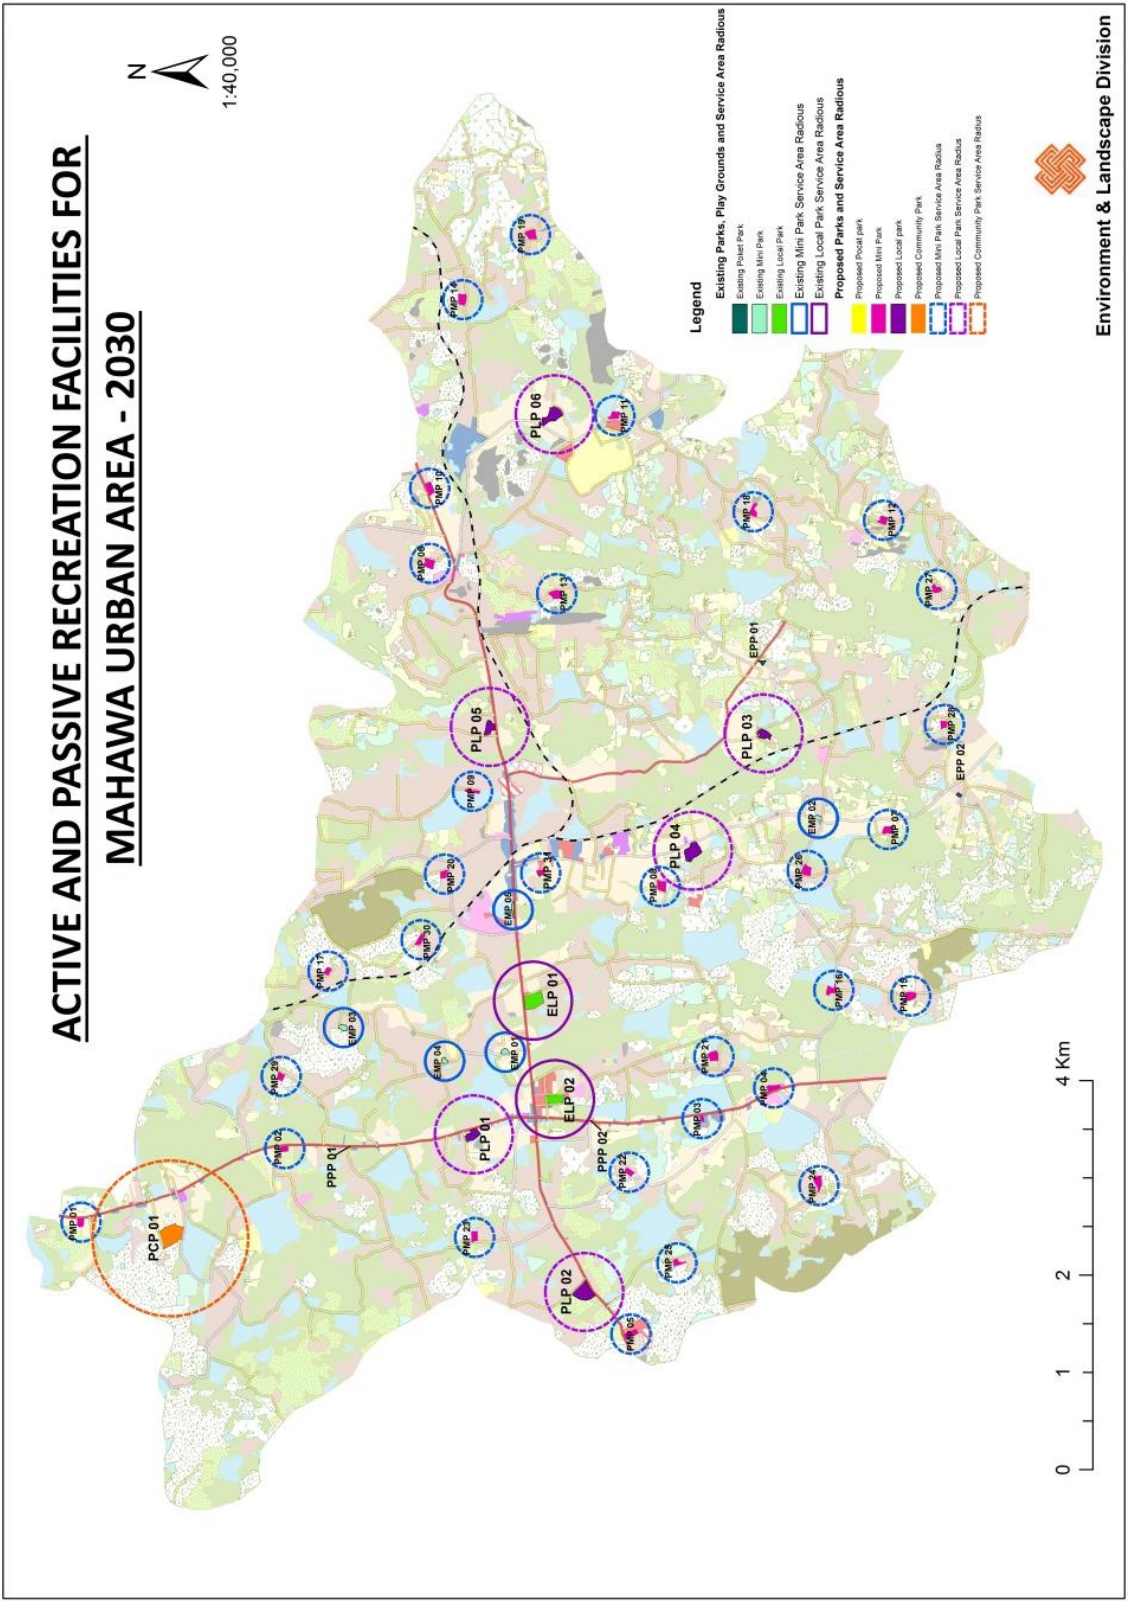 ACTIVE AND PASSIVE RECREATION FACILITIES FOR
MAHAWA URBAN AREA - 2030
N
1:40,000
PMP 01
PCP 01
PMP 02
PMP 29
PPP 01
EMP 03
PMP 17
PMP 30
EMP 04
PMP 20
PLP 01
EMP 01
PMP 23
ELP 02
ELP 01
EMP 05
PMP 31
PMP 09
PLP 05
PMP 06
PMP 10
PMP 14
PMP 19
PLP 02
PMP 05
PPP 02
PMP 22
PMP 25
PMP 03
PMP 21
PMP 04
PMP 24
PMP 08
PLP 04
PLP 03
EPP 01
PMP 13
PLP 06
PMP 11
PMP 18
PMP 12
PMP 27
PMP 28
EPP 02
EMP 02
PMP 07
PMP 26
PMP 16
PMP 15
Legend
Existing Parks, Play Grounds and Service Area Radious
Existing Poket Park
Existing Mini Park
Existing Local Park
Existing Mini Park Service Area Radious
Existing Local Park Service Area Radious
Proposed Parks and Service Area Radious
Proposed Pocat park
Proposed Mini Park
Proposed Local park
Proposed Community Park
Proposed Mini Park Service Area Radius
Proposed Local Park Service Area Radius
Proposed Community Park Service Area Radius
0 1 2 4 Km
Environment & Landscape Division